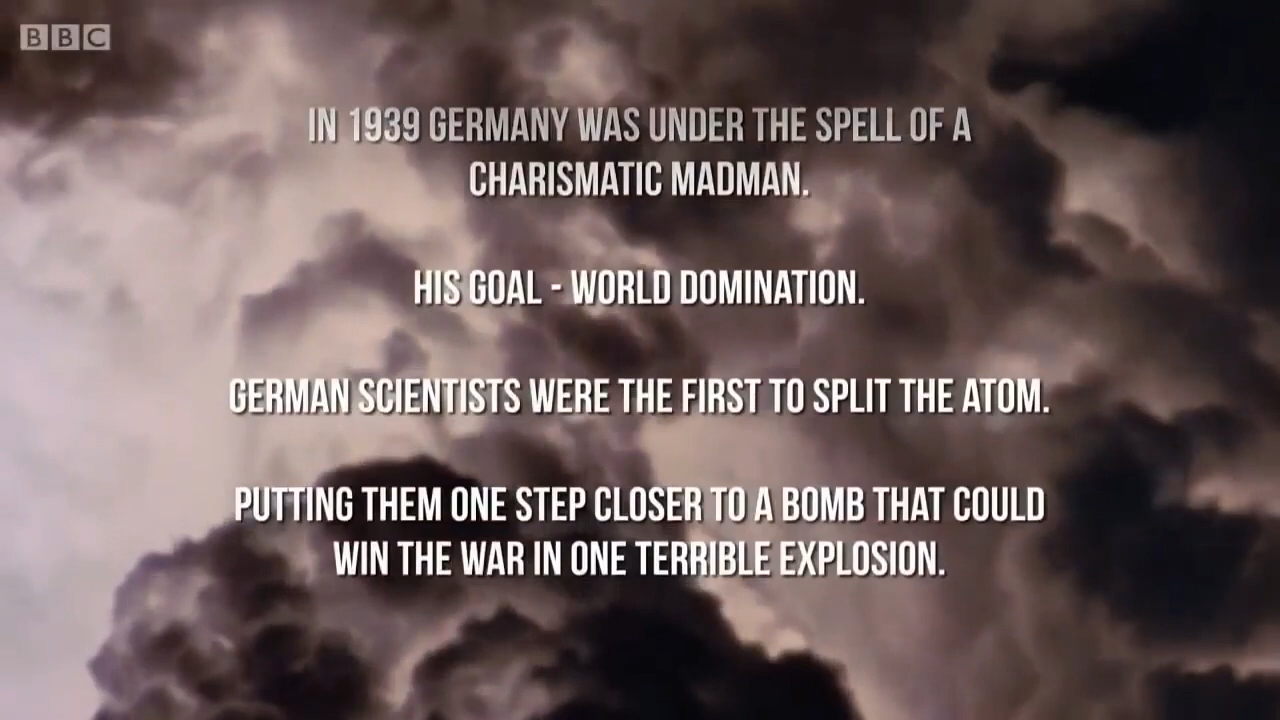 BBC
IN 1939 GERMANY WAS UNDER THE SPELL OF A
CHARISMATIC MADMAN.
HIS GOAL - WORLD DOMINATION.
GERMAN SCIENTISTS WERE THE FIRST TO SPLIT THE ATOM.
PUTTING THEM ONE STEP CLOSER TO A BOMB THAT COULD
WIN THE WAR IN ONE TERRIBLE EXPLOSION.